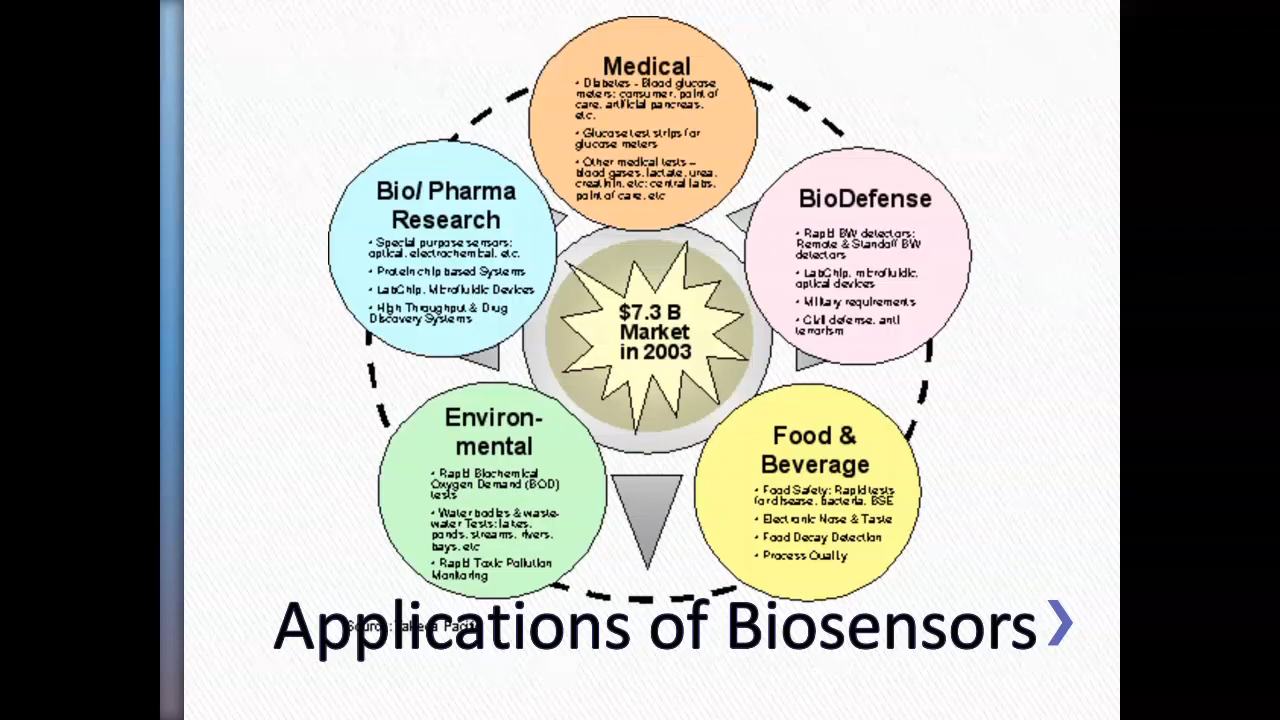 Medical
• Diabetes - Blood glucose
meters: consumer, point of
care, artificial pancreas,
etc.
• Glucose test strips for
glucose meters
• Other medical tests –
blood gases, lactate, urea,
creatinin, etc: central labs,
point of care, etc
Bio/ Pharma
Research
• Special purpose sensors:
optical, electrochemical, etc.
• Protein chip based Systems
• LabChip, Microfluidic Devices
• High Throughput & Drug
Discovery Systems
BioDefense
• Rapid BW detectors:
Remote & Standoff BW
detectors
• LabChip, microfluidic,
optical devices
• Military requirements
• Civil defense, anti
terrorism
$7.3 B
Market
in 2003
Environ-
mental
• Rapid Biochemical
Oxygen Demand (BOD)
tests
• Water bodies & waste-
water Tests: lakes,
ponds, streams, rivers,
bays, etc
• Rapid Toxic Pollution
Monitoring
Food &
Beverage
• Food Safety: Rapid tests
for disease, bacteria, BSE
• Electronic Nose & Taste
• Food Decay Detection
• Process Quality
Applications of Biosensors